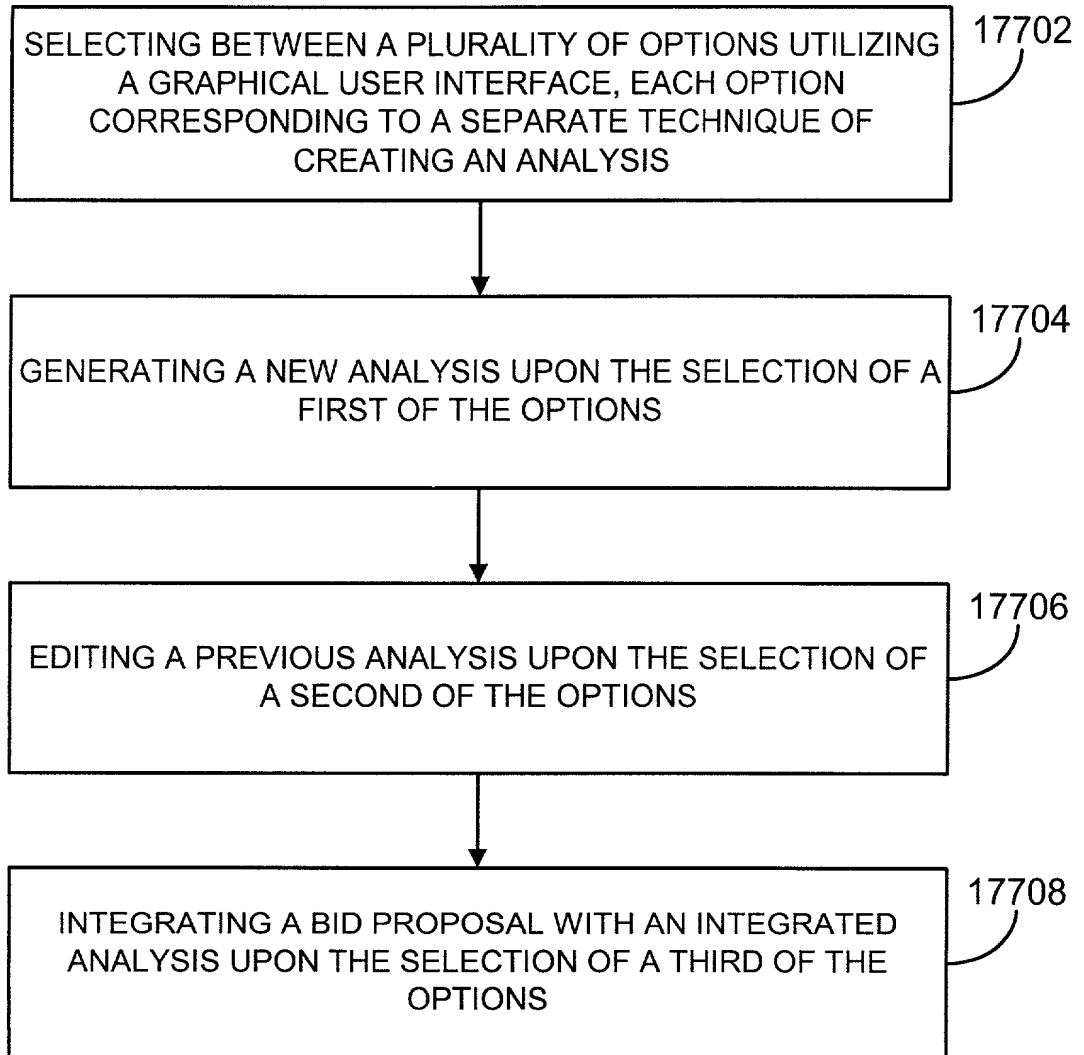 SELECTING BETWEEN A PLURALITY OF OPTIONS UTILIZING
A GRAPHICAL USER INTERFACE, EACH OPTION
CORRESPONDING TO A SEPARATE TECHNIQUE OF
CREATING AN ANALYSIS
17702
GENERATING A NEW ANALYSIS UPON THE SELECTION OF A
FIRST OF THE OPTIONS
17704
EDITING A PREVIOUS ANALYSIS UPON THE SELECTION OF
A SECOND OF THE OPTIONS
17706
INTEGRATING A BID PROPOSAL WITH AN INTEGRATED
ANALYSIS UPON THE SELECTION OF A THIRD OF THE
OPTIONS
17708